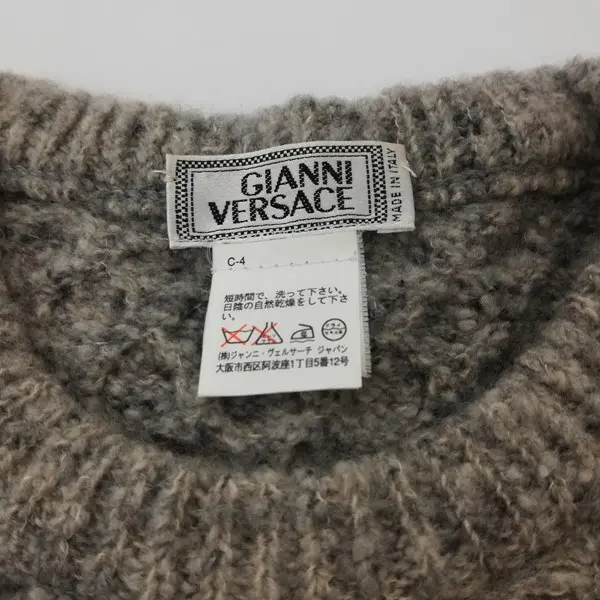 GIANNI
VERSACE
MADE IN ITALY
C-4
短時間で、洗って下さい。
日陰の自然乾燥をして下さ
い。
ドライ
(株)ジャンニ・ヴェルサーチ ジャパン
大阪市西区阿波座1丁目5番12号